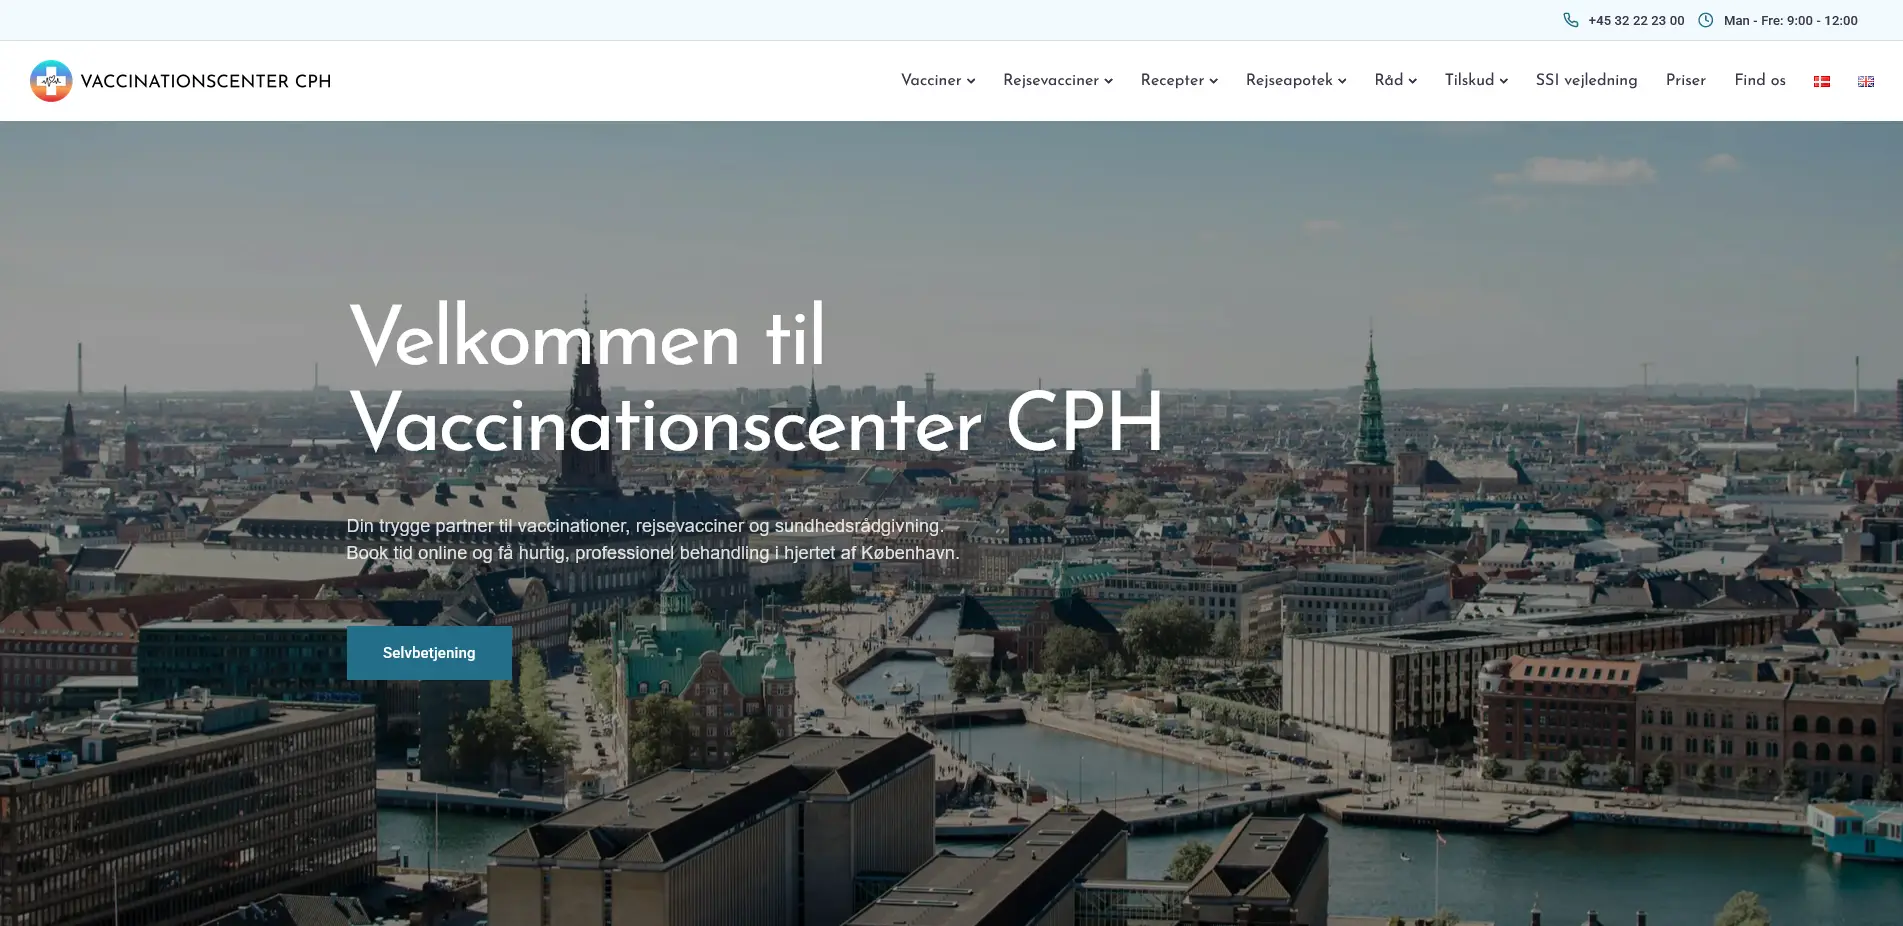 +45 32 22 23 00 Man - Fre: 9:00 - 12:00
VACCINATIONSCENTER CPH Vacciner Rejsevacciner Recepter Rejseapotek Råd Tilskud SSI vejledning Priser Find os
Velkommen til
Vaccinationscenter CPH
Din trygge partner til vaccinationer, rejsevacciner og sundhedsrådgivning.
Book tid online og få hurtig, professionel behandling i hjertet af København.
Selvbetjening